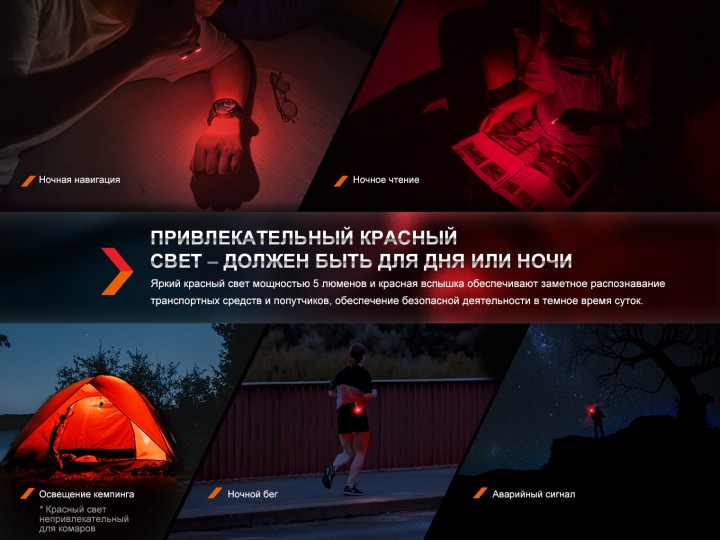 Ночная навигация
Ночное чтение
ПРИВЛЕКАТЕЛЬНЫЙ КРАСНЫЙ
СВЕТ – ДОЛЖЕН БЫТЬ ДЛЯ ДНЯ ИЛИ НОЧИ
Яркий красный свет мощностью 5 люменов и красная вспышка обеспечивают заметное распознавание
транспортных средств и попутчиков, обеспечение безопасной деятельности в темное время суток.
Освещение кемпинга
* Красный свет
непривлекательный
для комаров
Ночной бег
Аварийный сигнал